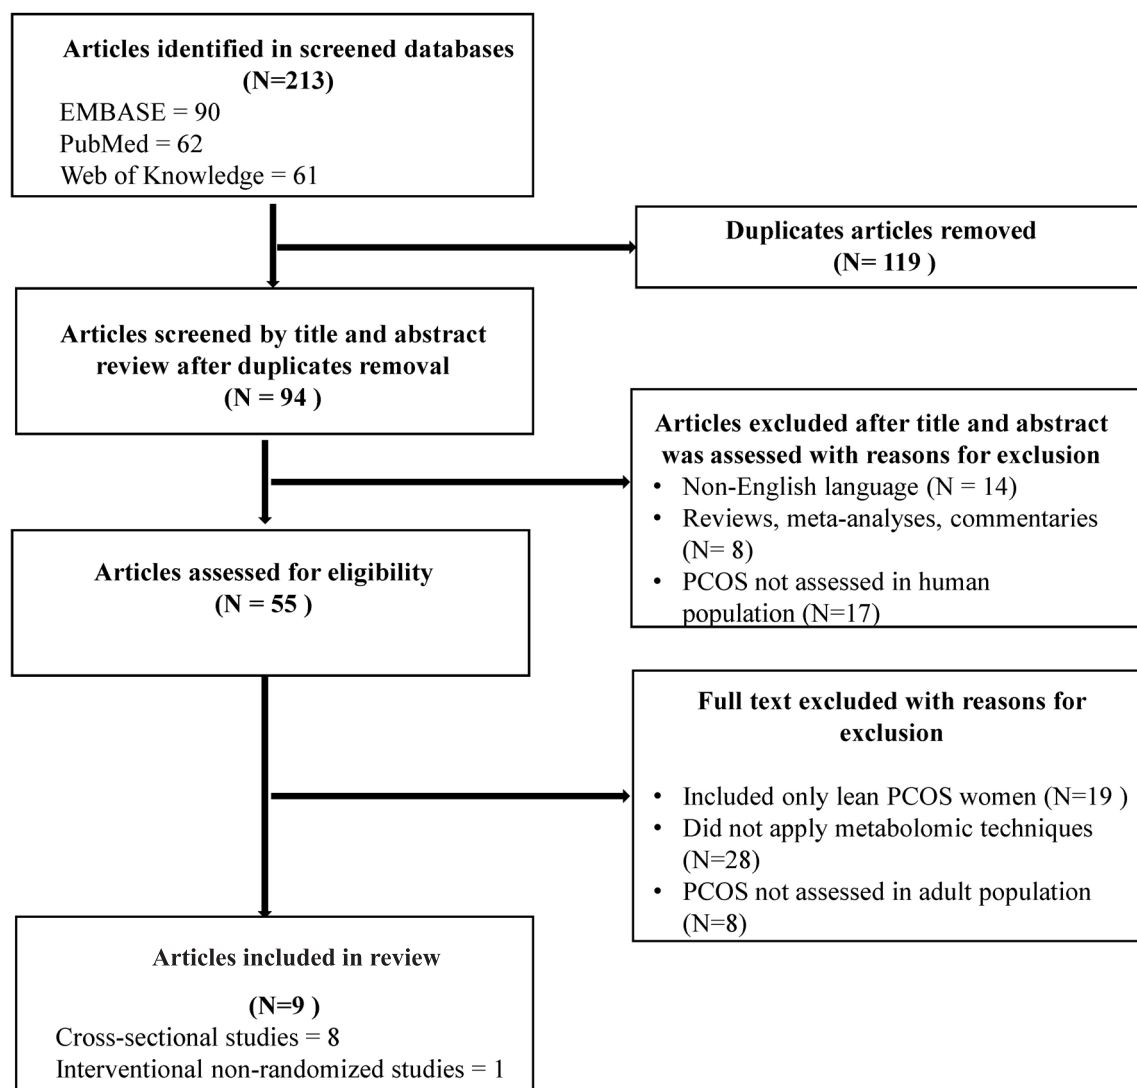 Articles identified in screened databases
(N=213)
EMBASE = 90
PubMed = 62
Web of Knowledge = 61
Duplicates articles removed
(N= 119 )
Articles screened by title and abstract
review after duplicates removal
(N = 94 )
Articles excluded after title and abstract
was assessed with reasons for exclusion
• Non-English language (N = 14)
• Reviews, meta-analyses, commentaries
(N= 8)
• PCOS not assessed in human
population (N=17)
Articles assessed for eligibility
(N = 55 )
Full text excluded with reasons for
exclusion
• Included only lean PCOS women (N=19 )
• Did not apply metabolomic techniques
(N=28)
• PCOS not assessed in adult population
(N=8)
Articles included in review
(N=9 )
Cross-sectional studies = 8
Interventional non-randomized studies = 1